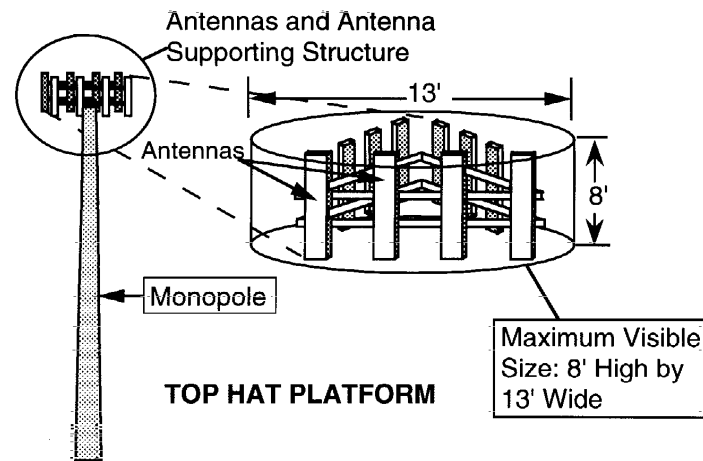 Antennas and Antenna
Supporting Structure
13'
Antennas
8'
Monopole
Maximum Visible
Size: 8' High by
13' Wide
TOP HAT PLATFORM